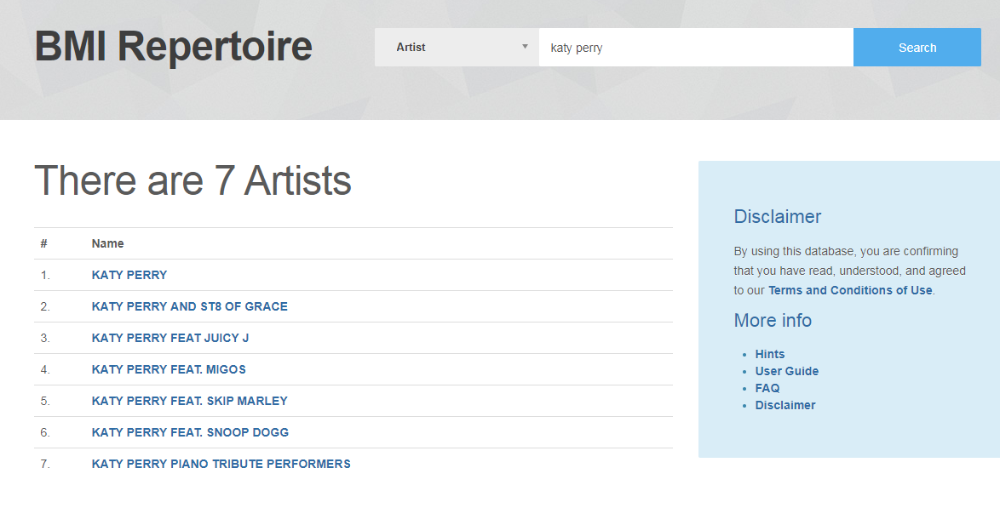 BMI Repertoire
Artist
katy perry
Search
There are 7 Artists
# Name
1. KATY PERRY
2. KATY PERRY AND ST8 OF GRACE
3. KATY PERRY FEAT JUICY J
4. KATY PERRY FEAT. MIGOS
5. KATY PERRY FEAT. SKIP MARLEY
6. KATY PERRY FEAT. SNOOP DOGG
7. KATY PERRY PIANO TRIBUTE PERFORMERS
Disclaimer
By using this database, you are confirming
that you have read, understood, and agreed
to our Terms and Conditions of Use.
More info
• Hints
• User Guide
• FAQ
• Disclaimer